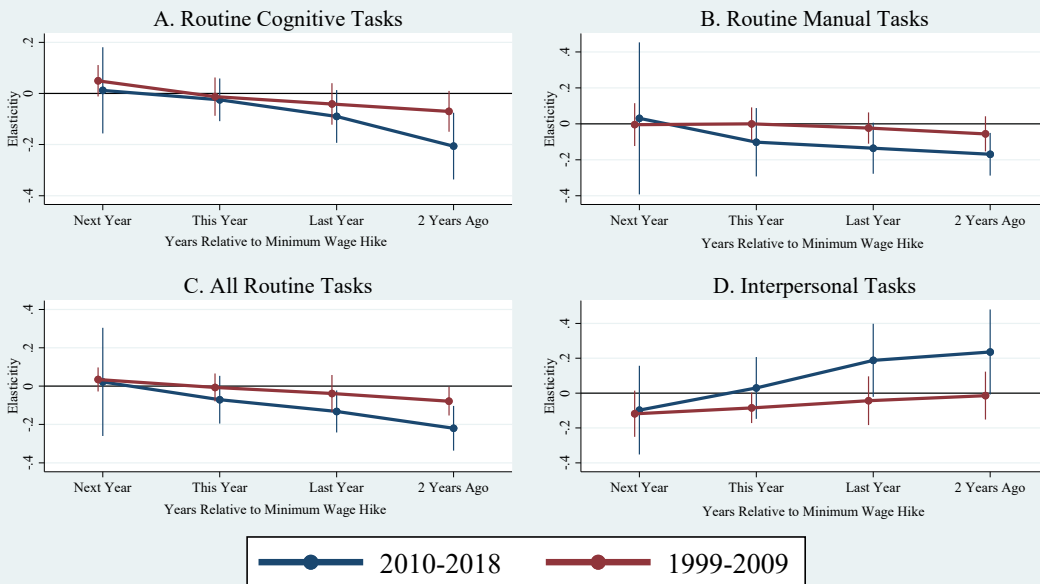 A. Routine Cognitive Tasks
Elasticitiy
.2
0
-.2
-.4
Next Year This Year Last Year 2 Years Ago
Years Relative to Minimum Wage Hike
B. Routine Manual Tasks
Elasticitiy
.4
.2
0
-.2
-.4
Next Year This Year Last Year 2 Years Ago
Years Relative to Minimum Wage Hike
C. All Routine Tasks
Elasticitiy
.4
.2
0
-.2
-.4
Next Year This Year Last Year 2 Years Ago
Years Relative to Minimum Wage Hike
D. Interpersonal Tasks
Elasticitiy
.4
.2
0
-.2
-.4
Next Year This Year Last Year 2 Years Ago
Years Relative to Minimum Wage Hike
2010-2018 1999-2009